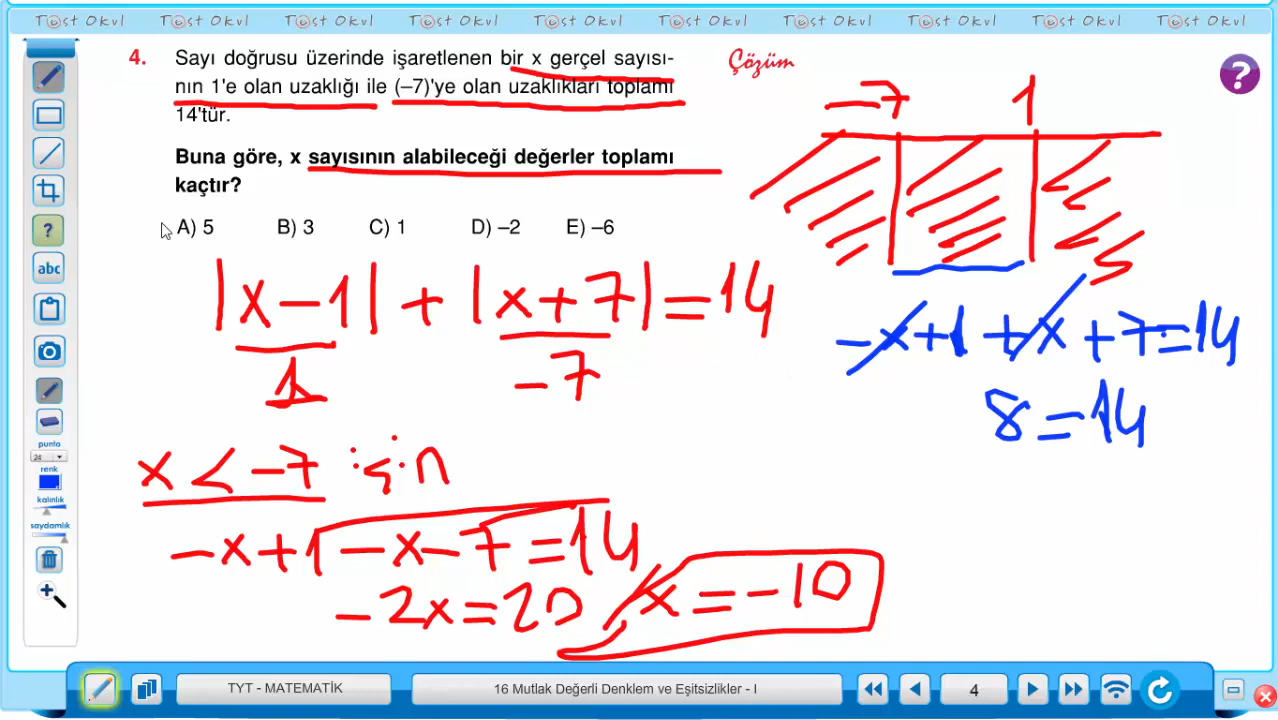 Test Okul Test Okul Test Okul Test Okul Test Okul Test Okul Test Okul Test Okul Test Okul Test Okul
4. Sayı doğrusu üzerinde işaretlenen bir x gerçel sayısı-
nın 1'e olan uzaklığı ile (–7)'ye olan uzaklıkları toplamı
14'tür.
Buna göre, x sayısının alabileceği değerler toplamı
kaçtır?
A) 5 B) 3 C) 1 D) –2 E) –6
Çözüm
?
–7 1
|x – 1| + |x + 7| = 14
1 –7
–x + 1 + x + 7 = 14
8 = 14
x < –7 için
–x + 1 – x – 7 = 14
–2x = 20 x = –10
?
abc
punto
24
renk
kalınlık
saydamlık
TYT - MATEMATİK
16 Mutlak Değerli Denklem ve Eşitsizlikler - I
4